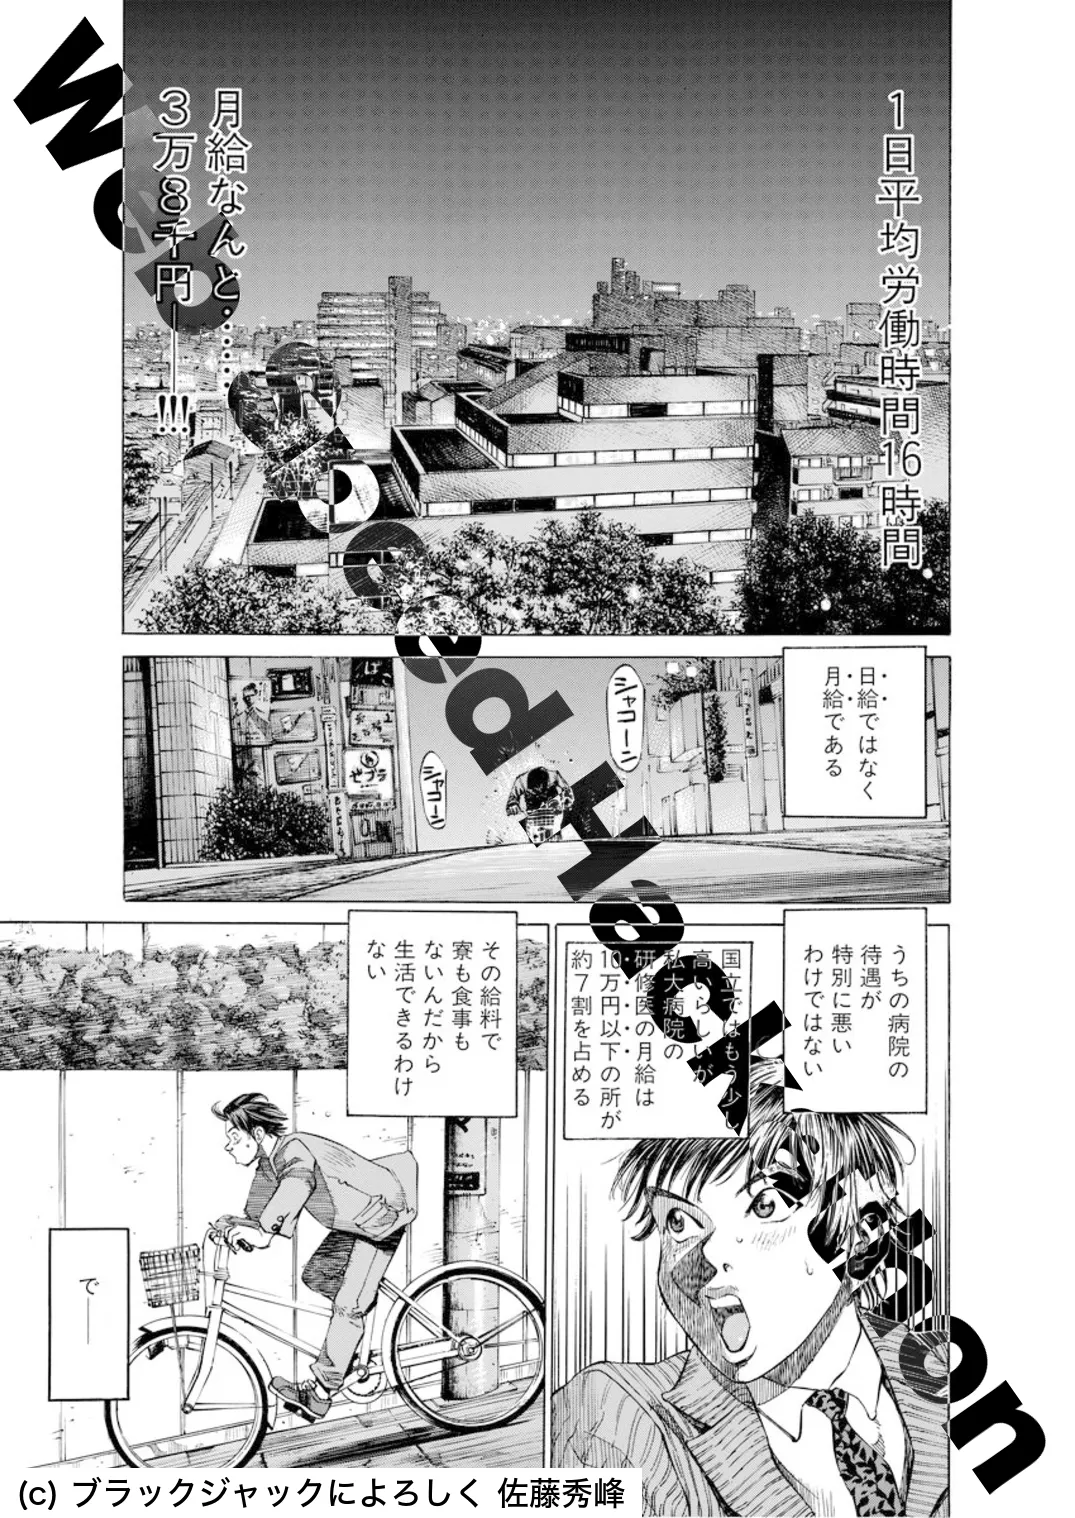 1日平均労働時間16時間
月給なんと……
3万8千円――!!!
日給ではなく
月給である
シャコーン
シャコーン
ば
ゼブラ
うちの病院の
待遇が
特別に悪い
わけではない
国立ではもう少し
高いらしいが
私大病院の
研修医の月給は
10万円以下の所が
約7割を占める
その給料で
寮も食事も
ないんだから
生活できるわけ
ない
で――
Web Doced Hackathon
(c) ブラックジャックによろしく 佐藤秀峰